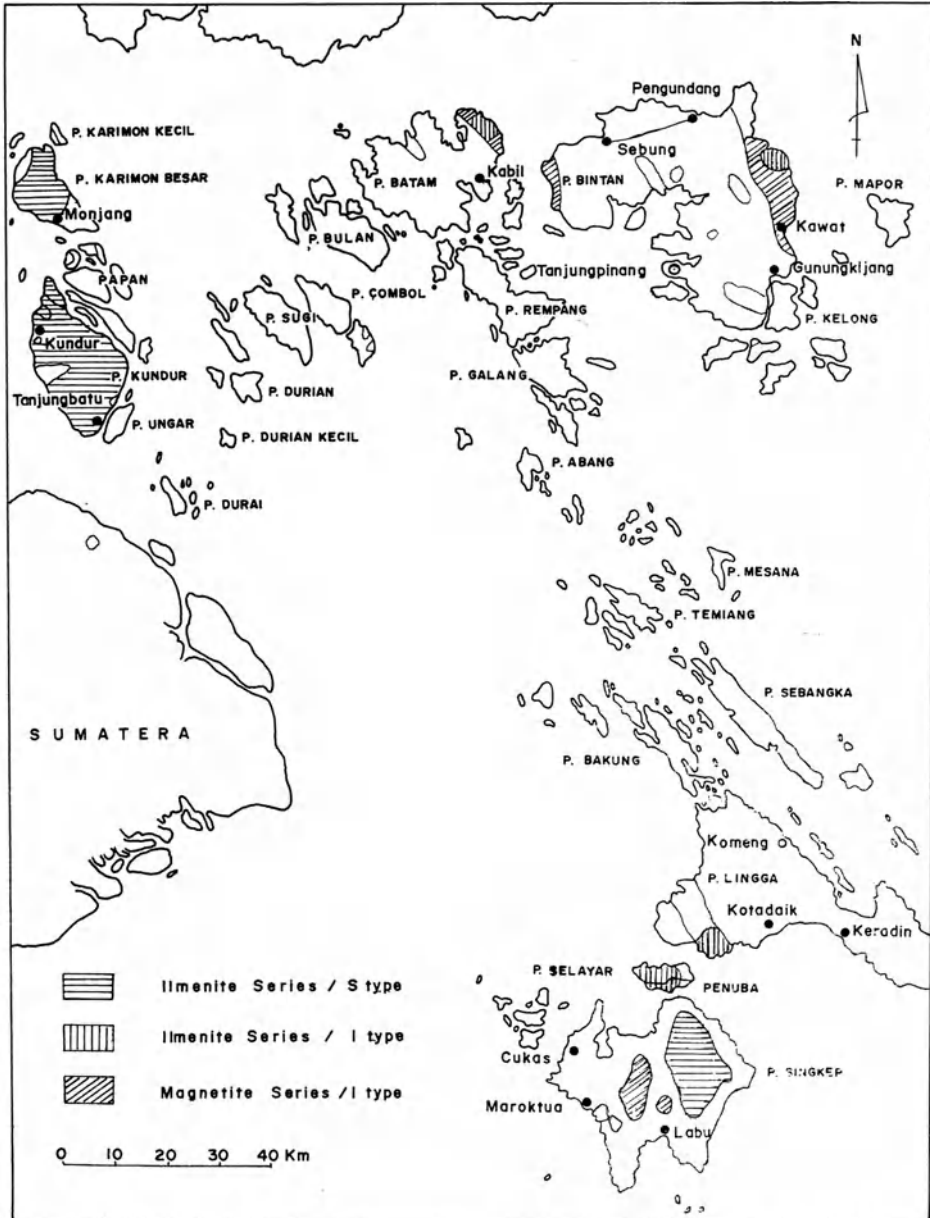 N
Pengundang
P. KARIMON KECIL
Sebung
P. KARIMON BESAR
P. BATAM
Kabil
P. BINTAN
P. MAPOR
Monjang
Kawat
P. BULAN
PAPAN
Tanjungpinang
Gunungkijang
P. COMBOL
P. SUGI
P. REMPANG
P. KELONG
Kundur
P. KUNDUR
P. GALANG
P. DURIAN
Tanjungbatu
P. UNGAR
P. DURIAN KECIL
P. ABANG
P. DURAI
P. MESANA
P. TEMIANG
P. SEBANGKA
SUMATERA
P. BAKUNG
Komeng
P. LINGGA
Kotadaik
Keradin
P. SELAYAR
PENUBA
Ilmenite Series / S type
Ilmenite Series / I type
Cukas
P. SINGKEP
Magnetite Series / I type
Maroktua
Labu
0 10 20 40 Km